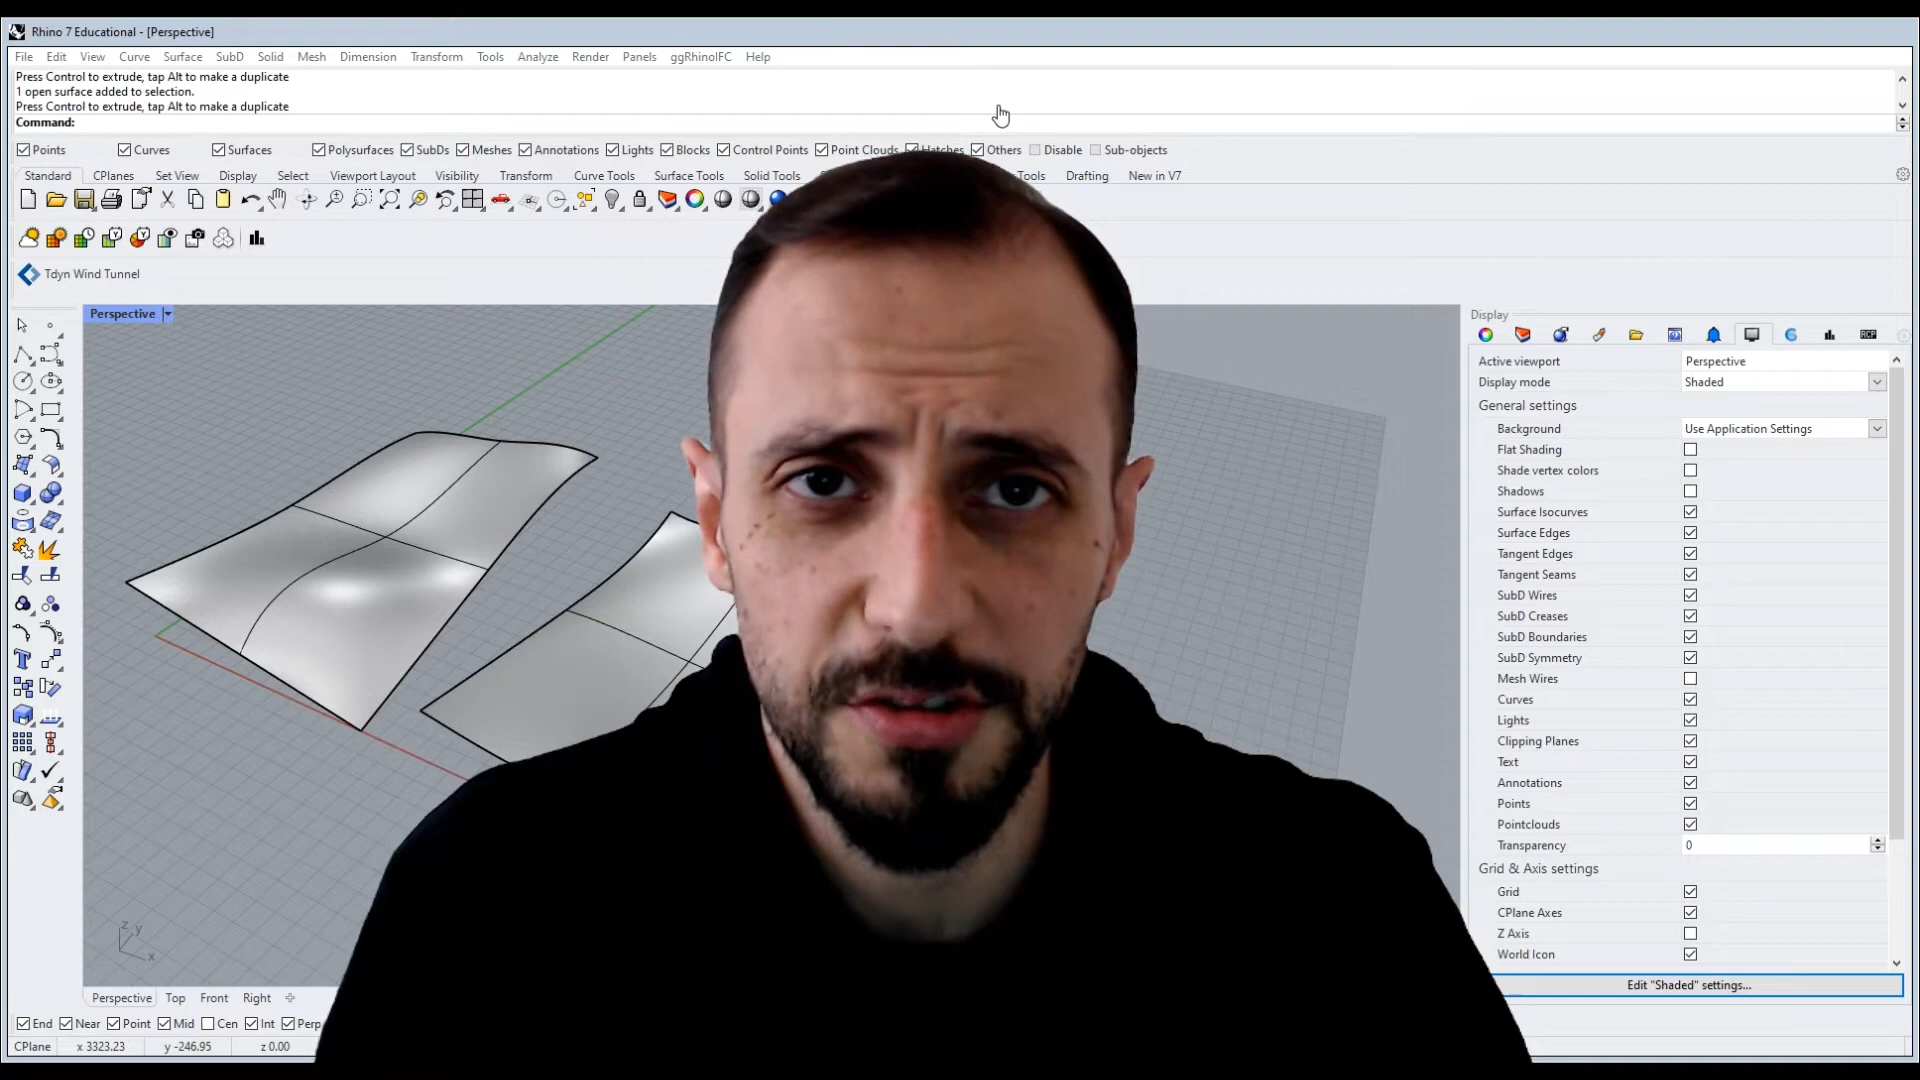 Rhino 7 Educational - [Perspective]
File Edit View Curve Surface SubD Solid Mesh Dimension Transform Tools Analyze Render Panels ggRhinoIFC Help
Press Control to extrude, tap Alt to make a duplicate
1 open surface added to selection.
Press Control to extrude, tap Alt to make a duplicate
Command:
Points Curves Surfaces Polysurfaces SubDs Meshes Annotations Lights Blocks Control Points Point Clouds Hatches Others Disable Sub-objects
Standard CPlanes Set View Display Select Viewport Layout Visibility Transform Curve Tools Surface Tools Solid Tools Tools Drafting New in V7
Tdyn Wind Tunnel
Perspective
Display
Active viewport Perspective
Display mode Shaded
General settings
Background Use Application Settings
Flat Shading
Shade vertex colors
Shadows
Surface Isocurves
Surface Edges
Tangent Edges
Tangent Seams
SubD Wires
SubD Creases
SubD Boundaries
SubD Symmetry
Mesh Wires
Curves
Lights
Clipping Planes
Text
Annotations
Points
Pointclouds
Transparency 0
Grid & Axis settings
Grid
CPlane Axes
Z Axis
World Icon
Edit "Shaded" settings...
z y
x
Perspective Top Front Right
End Near Point Mid Cen Int Perp
CPlane x 3323.23 y -246.95 z 0.00